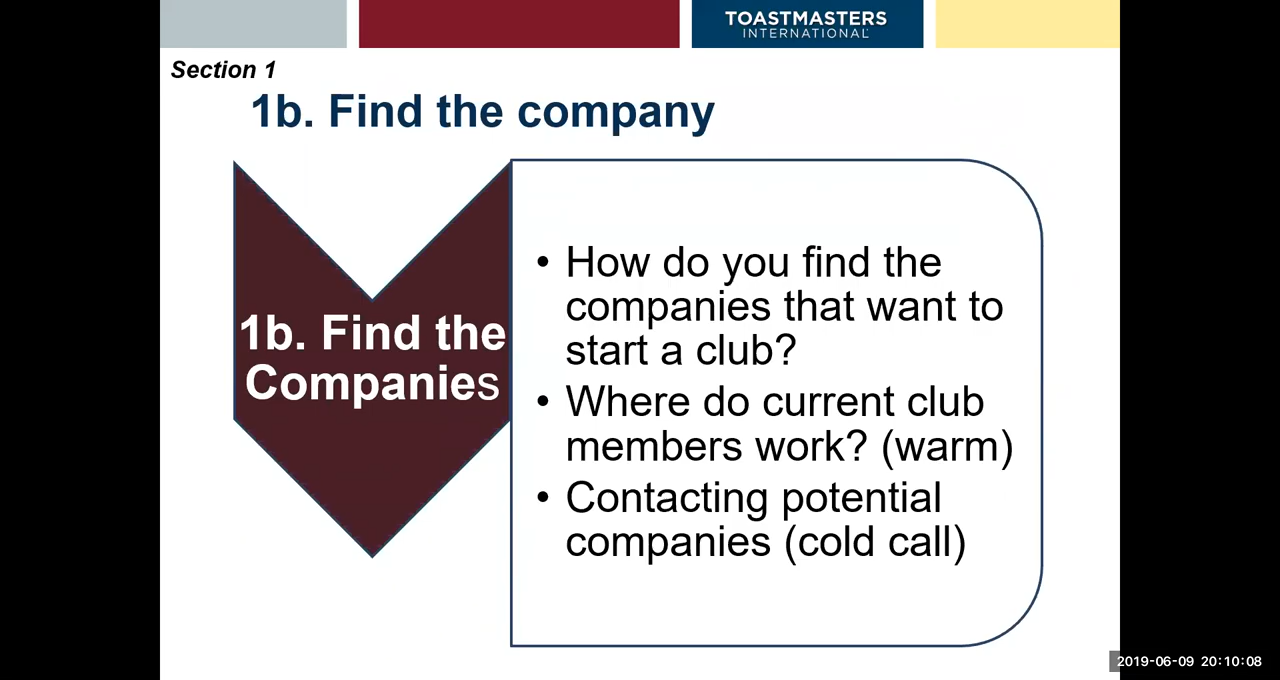 TOASTMASTERS
INTERNATIONAL
Section 1
1b. Find the company
1b. Find the
Companies
• How do you find the
companies that want to
start a club?
• Where do current club
members work? (warm)
• Contacting potential
companies (cold call)
2019-06-09 20:10:08